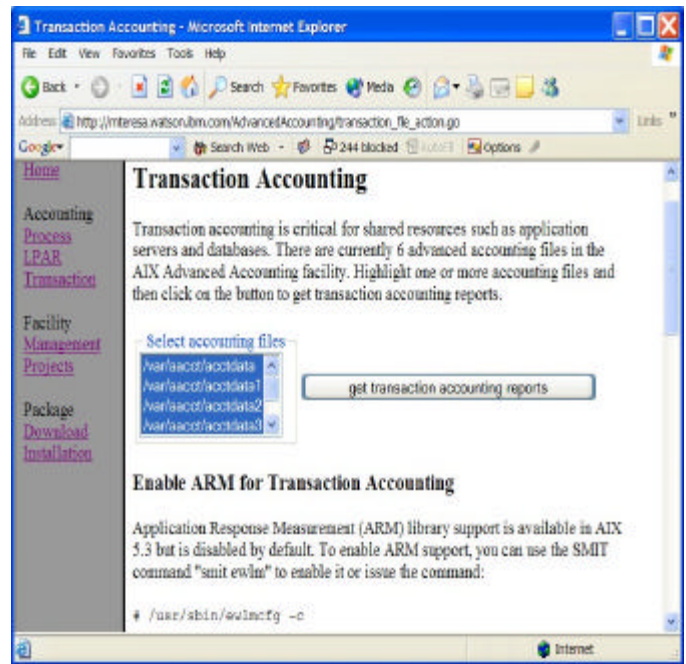 Transaction Accounting - Microsoft Internet Explorer
File Edit View Favorites Tools Help
Back Search Favorites Media
Address http://mteresa.watson.ibm.com/AdvancedAccounting/transaction_file_action.go Links "
Google Search Web 244 blocked AutoFill Options
Home
Accounting
Process
LPAR
Transaction
Facility
Management
Projects
Package
Download
Installation
Transaction Accounting
Transaction accounting is critical for shared resources such as application
servers and databases. There are currently 6 advanced accounting files in the
AIX Advanced Accounting facility. Highlight one or more accounting files and
then click on the button to get transaction accounting reports.
Select accounting files
/var/aacct/acctdata
/var/aacct/acctdata1
/var/aacct/acctdata2
/var/aacct/acctdata3
get transaction accounting reports
Enable ARM for Transaction Accounting
Application Response Measurement (ARM) library support is available in AIX
5.3 but is disabled by default. To enable ARM support, you can use the SMIT
command "smit ewlm" to enable it or issue the command:
# /usr/sbin/ewlmcfg -c
Internet